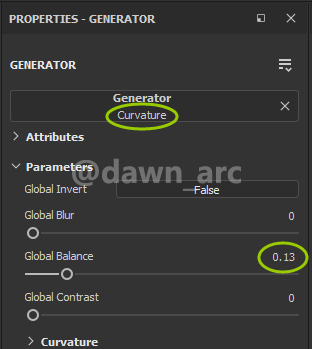 PROPERTIES - GENERATOR
GENERATOR
Generator
Curvature
Attributes
Parameters
@dawn_arc
Global Invert False
Global Blur 0
Global Balance 0.13
Global Contrast 0
Curvature